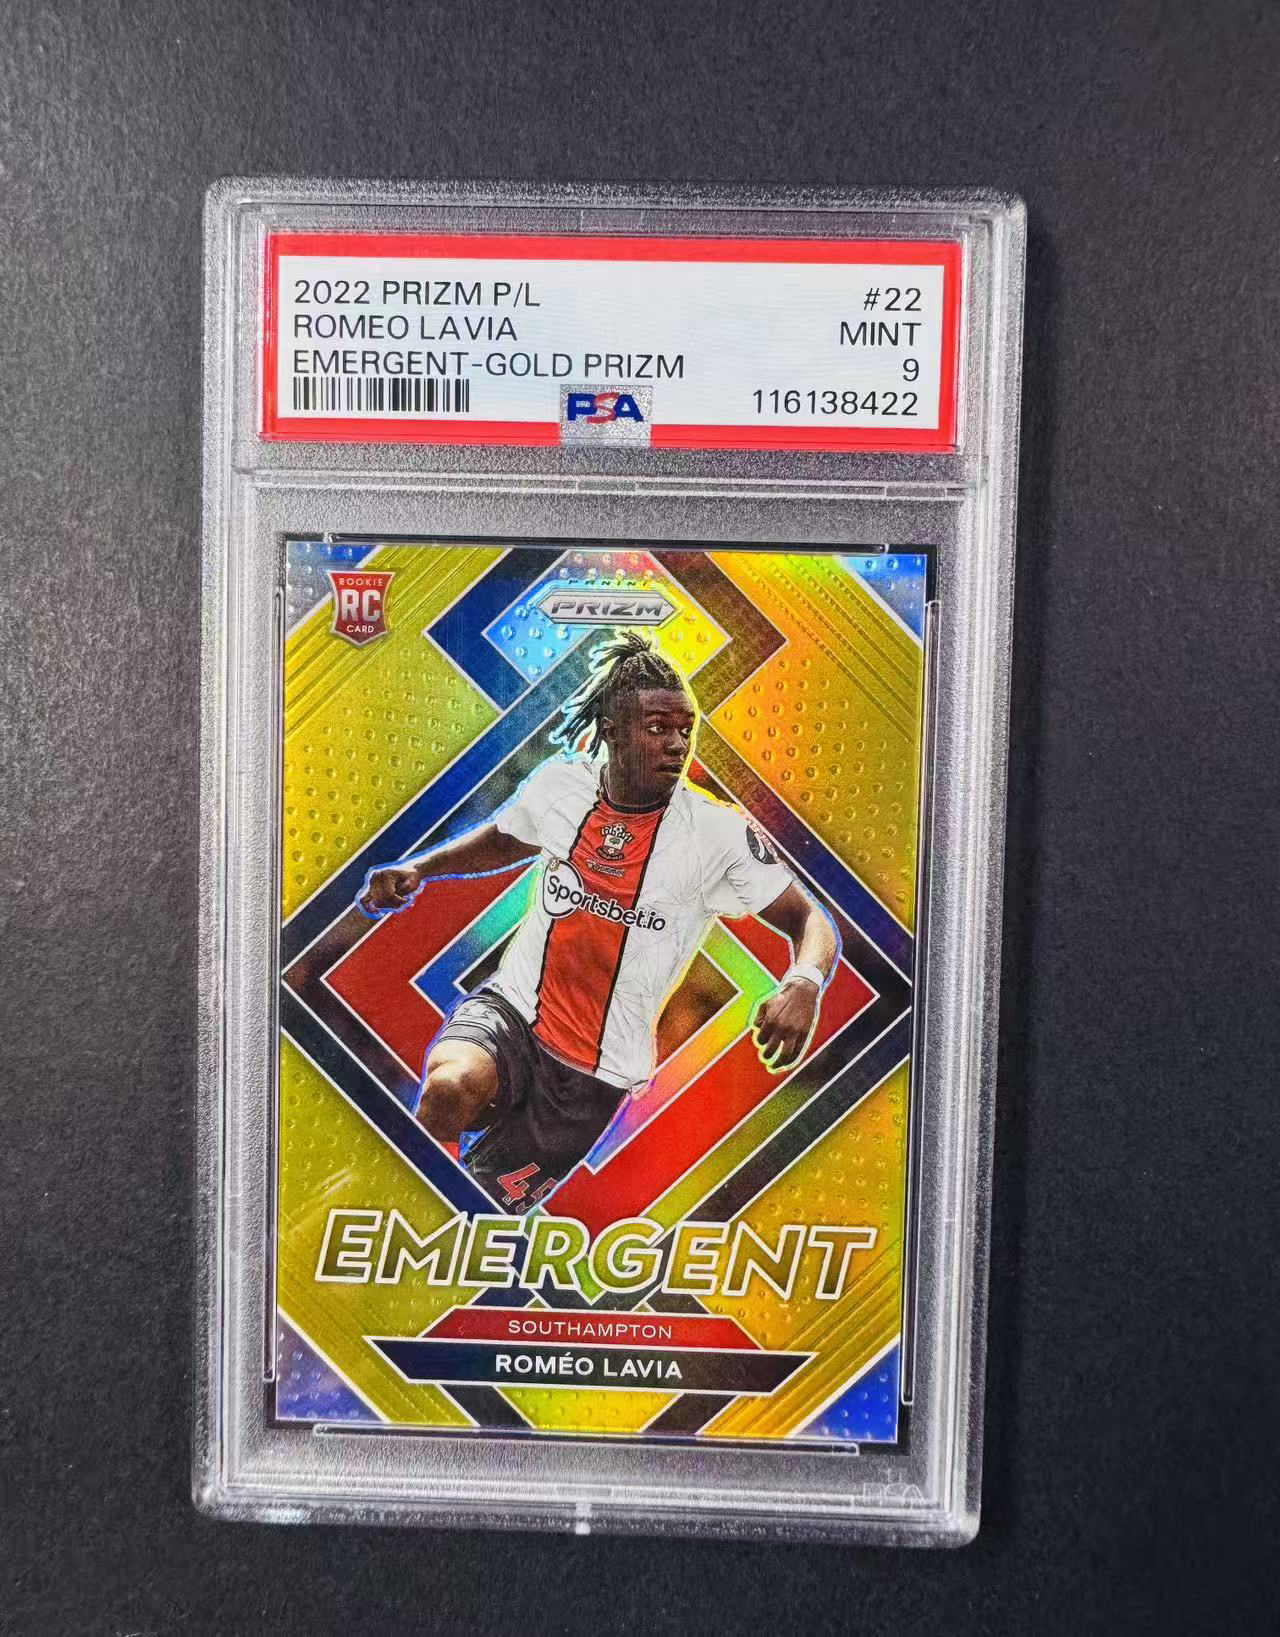 2022 PRIZM P/L
#22
ROMEO LAVIA
MINT
EMERGENT-GOLD PRIZM
9
PSA
116138422
ROOKIE
RC
CARD
PANINI
PRIZM
Sportsbet.io
EMERGENT
SOUTHAMPTON
ROMÉO LAVIA
PSA